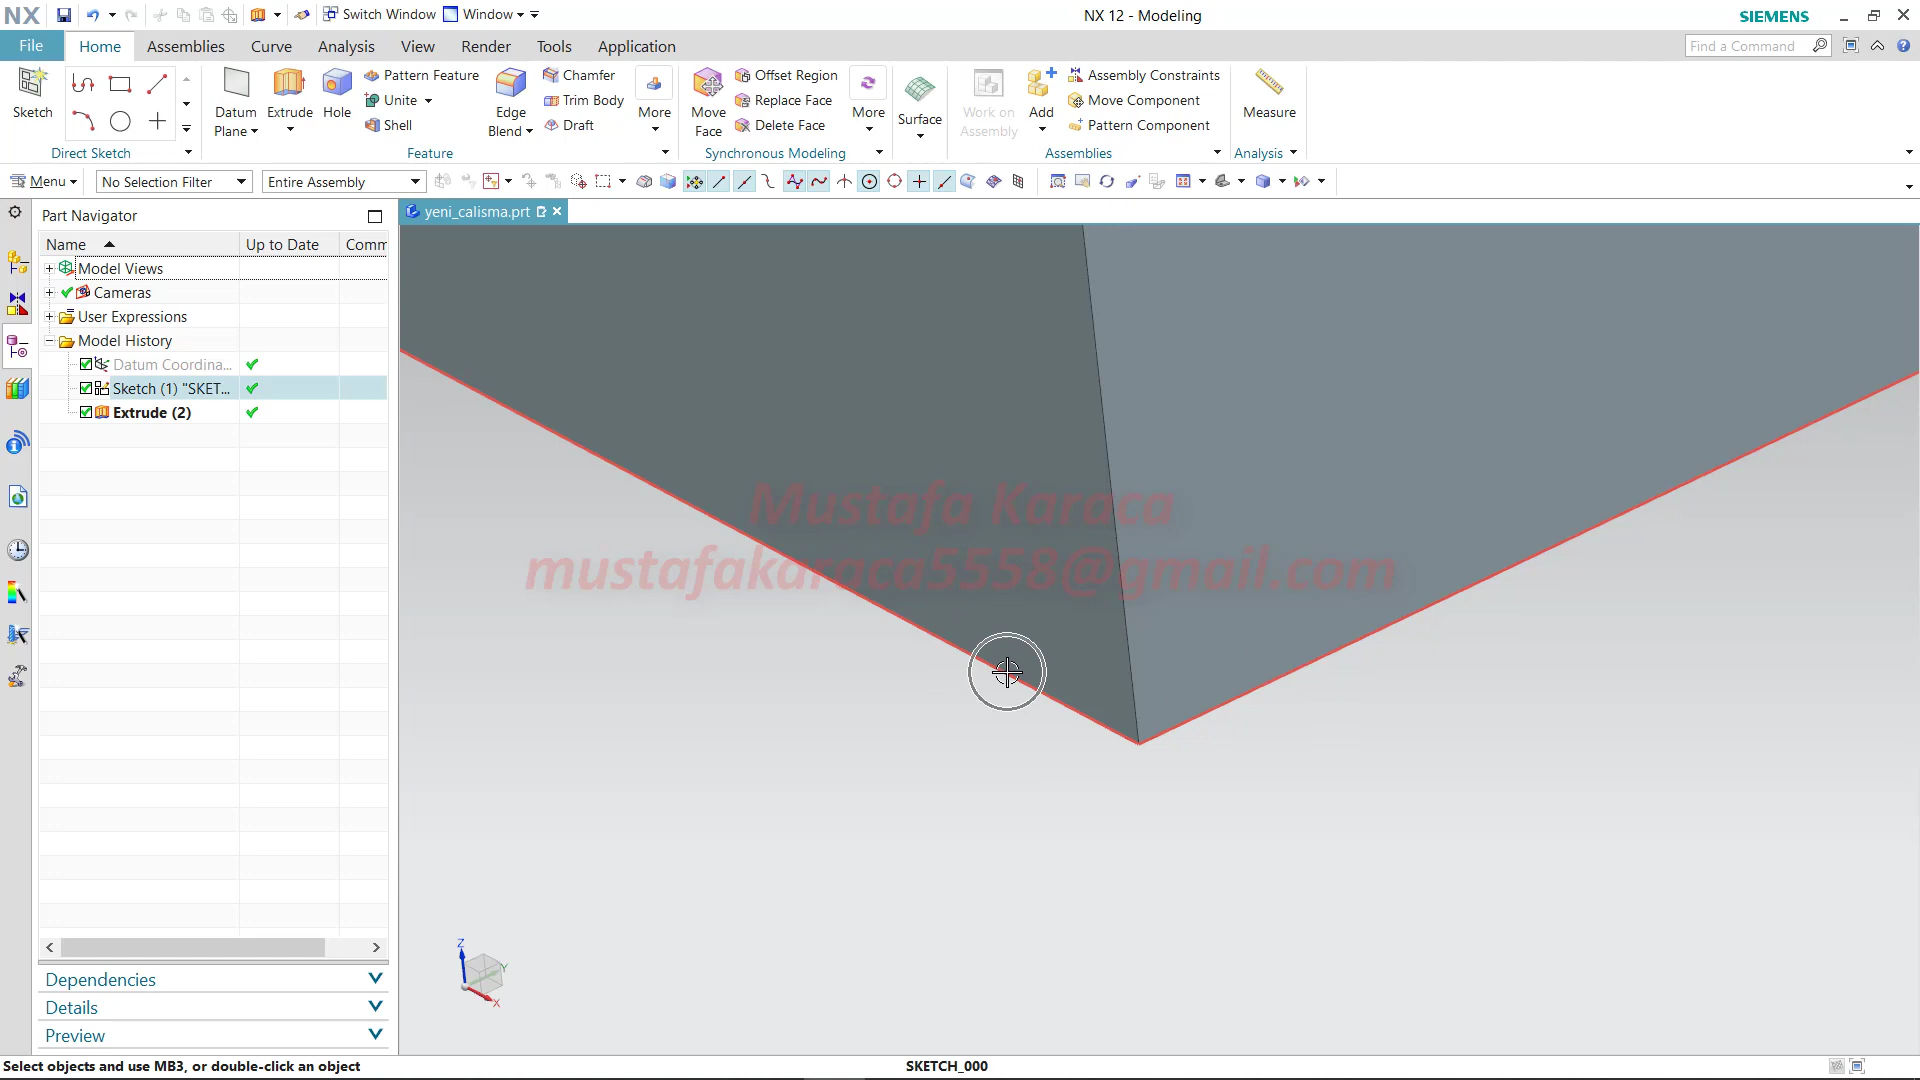 NX
Switch Window
Window
NX 12 - Modeling
SIEMENS
File
Home
Assemblies
Curve
Analysis
View
Render
Tools
Application
Find a Command
Sketch
Direct Sketch
Datum
Plane
Extrude
Hole
Pattern Feature
Unite
Shell
Edge
Blend
Chamfer
Trim Body
Draft
More
Feature
Move
Face
Offset Region
Replace Face
Delete Face
More
Synchronous Modeling
Surface
Work on
Assembly
Add
Assembly Constraints
Move Component
Pattern Component
Assemblies
Measure
Analysis
Menu
No Selection Filter
Entire Assembly
Part Navigator
yeni_calisma.prt
Name
Up to Date
Comm
Model Views
Cameras
User Expressions
Model History
Datum Coordina...
Sketch (1) "SKET...
Extrude (2)
Mustafa Karaca
mustafakaraca5558@gmail.com
Z
Y
X
Dependencies
Details
Preview
Select objects and use MB3, or double-click an object
SKETCH_000